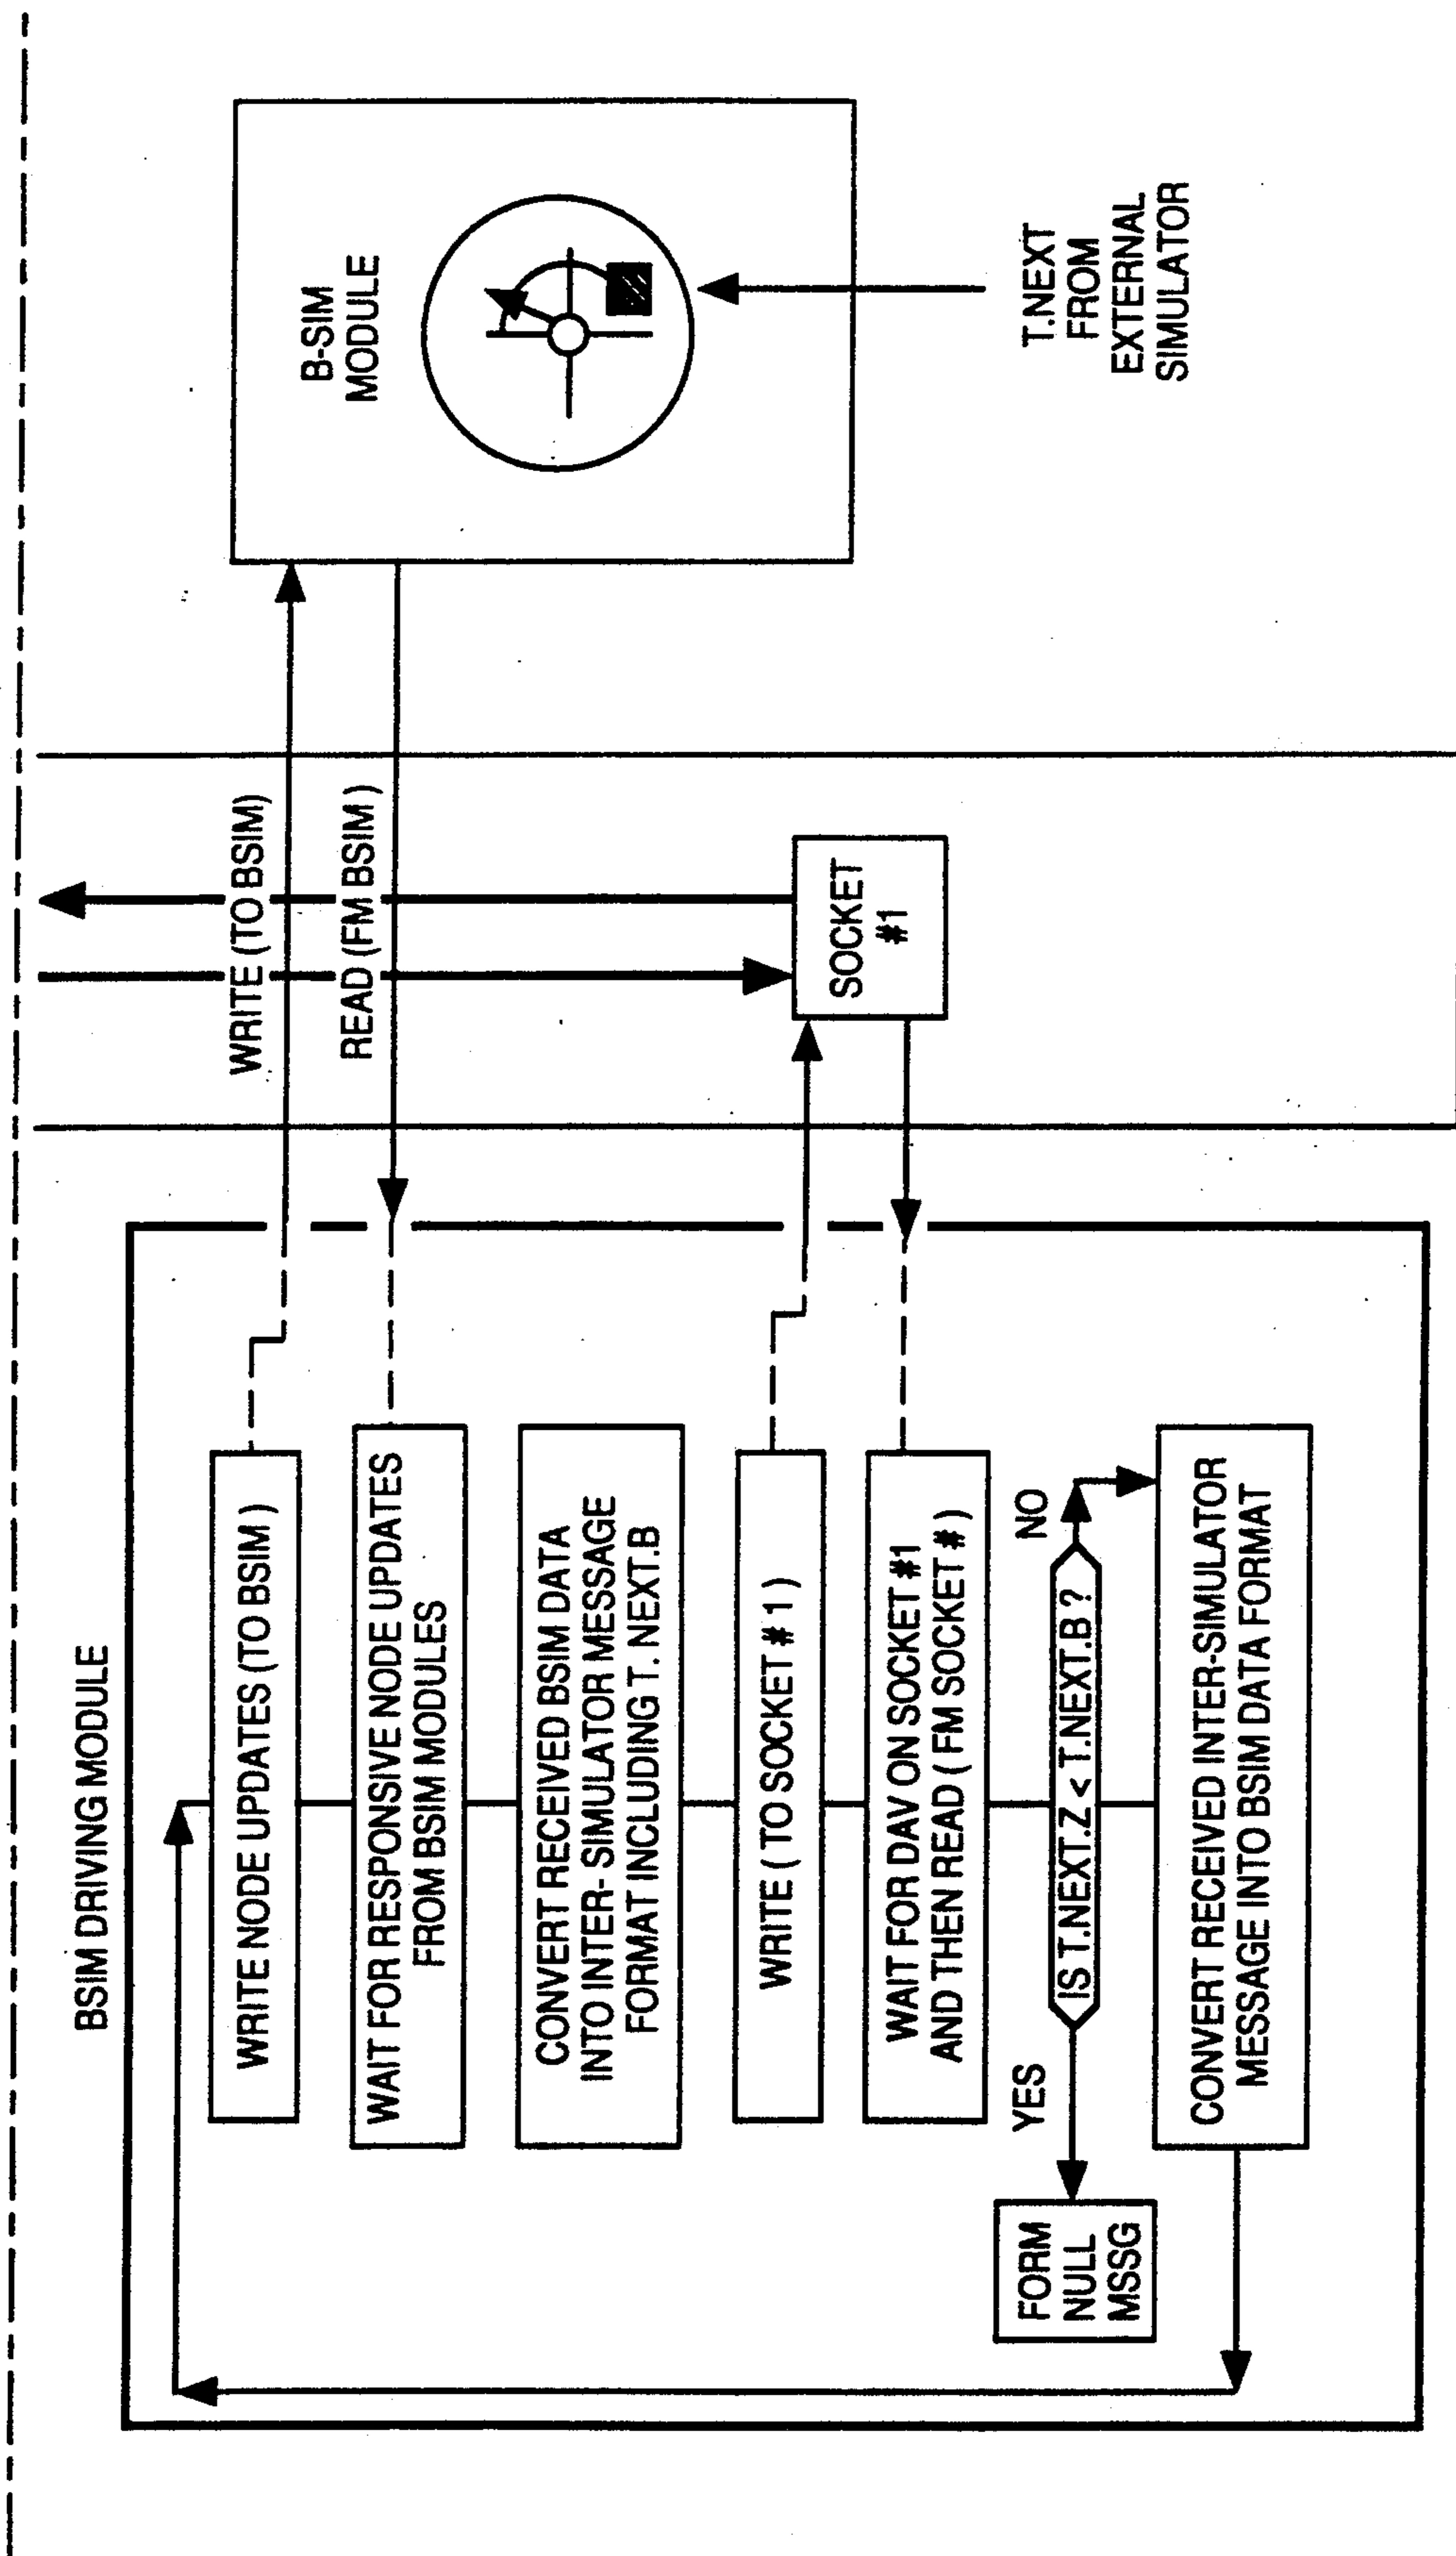 BSIM DRIVING MODULE
WRITE NODE UPDATES (TO BSIM )
WAIT FOR RESPONSIVE NODE UPDATES
FROM BSIM MODULES
CONVERT RECEIVED BSIM DATA
INTO INTER- SIMULATOR MESSAGE
FORMAT INCLUDING T. NEXT.B
WRITE ( TO SOCKET # 1 )
WAIT FOR DAV ON SOCKET #1
AND THEN READ ( FM SOCKET # )
YES
NO
IS T.NEXT.Z < T.NEXT.B ?
FORM
NULL
MSSG
CONVERT RECEIVED INTER-SIMULATOR
MESSAGE INTO BSIM DATA FORMAT
WRITE (TO BSIM)
READ (FM BSIM )
SOCKET
#1
B-SIM
MODULE
T.NEXT
FROM
EXTERNAL
SIMULATOR